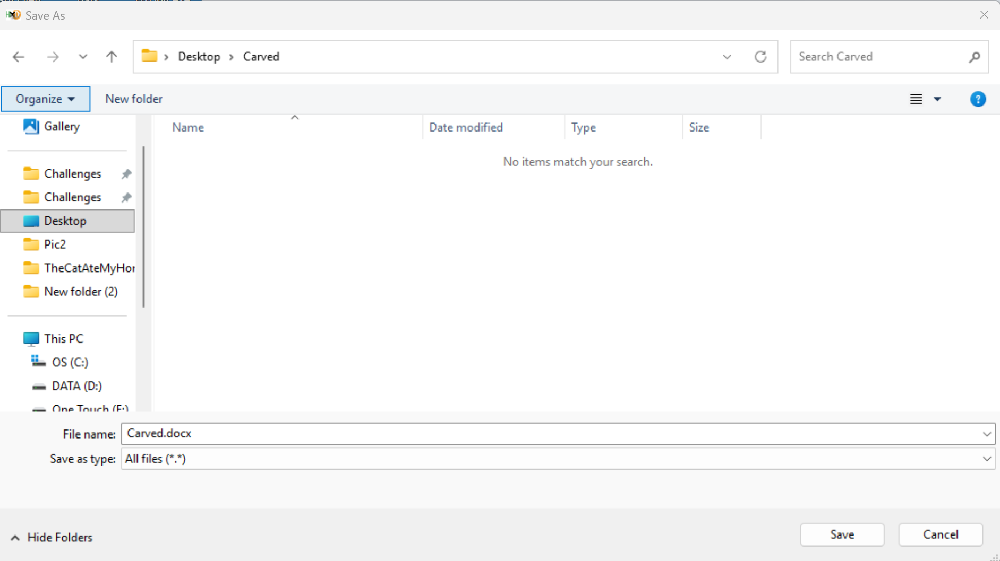 Save As
Desktop > Carved
Search Carved
Organize
New folder
Gallery
Challenges
Challenges
Desktop
Pic2
TheCatAteMyHor
New folder (2)
This PC
OS (C:)
DATA (D:)
One Touch (F:)
Name
Date modified
Type
Size
No items match your search.
File name: Carved.docx
Save as type: All files (*.*)
Hide Folders
Save
Cancel